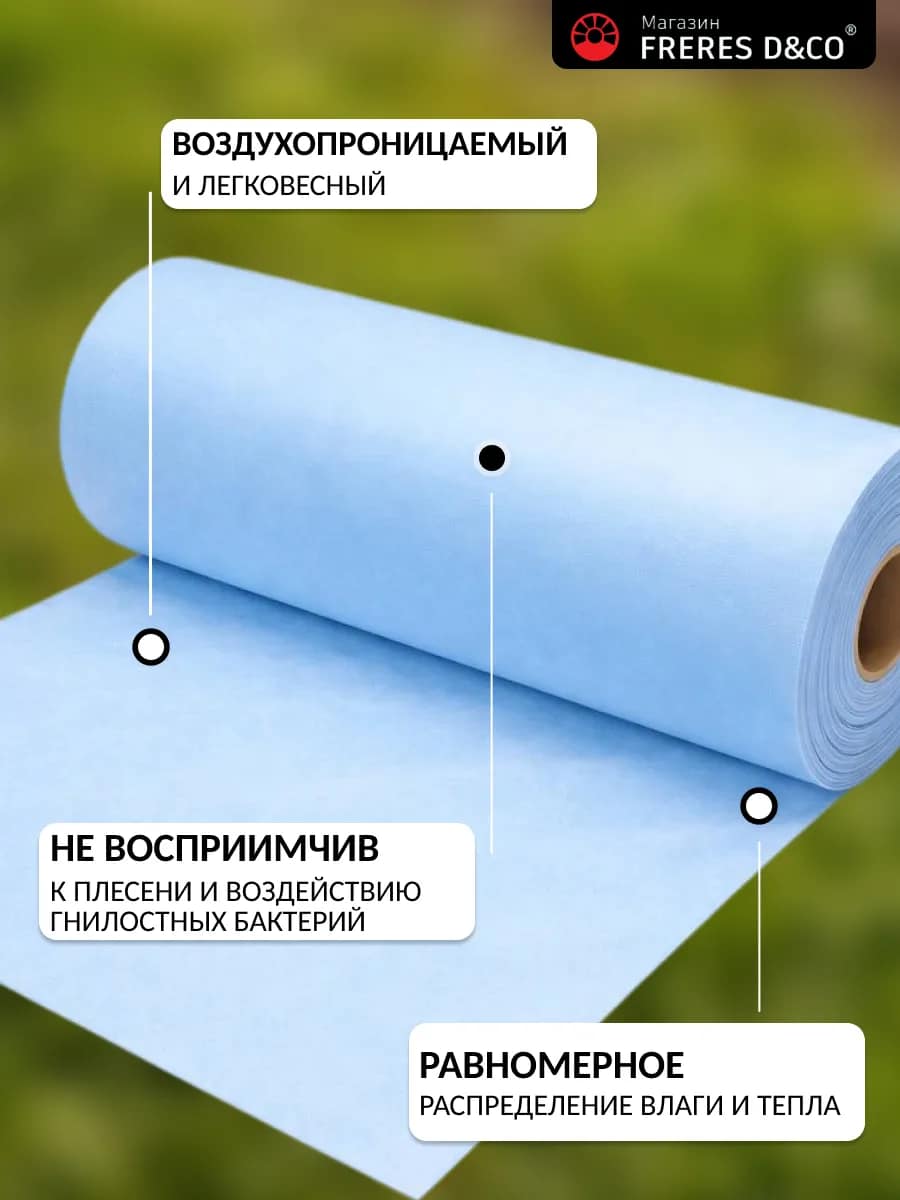 Магазин
FRERES D&CO®
ВОЗДУХОПРОНИЦАЕМЫЙ
И ЛЕГКОВЕСНЫЙ
НЕ ВОСПРИИМЧИВ
К ПЛЕСЕНИ И ВОЗДЕЙСТВИЮ
ГНИЛОСТНЫХ БАКТЕРИЙ
РАВНОМЕРНОЕ
РАСПРЕДЕЛЕНИЕ ВЛАГИ И ТЕПЛА